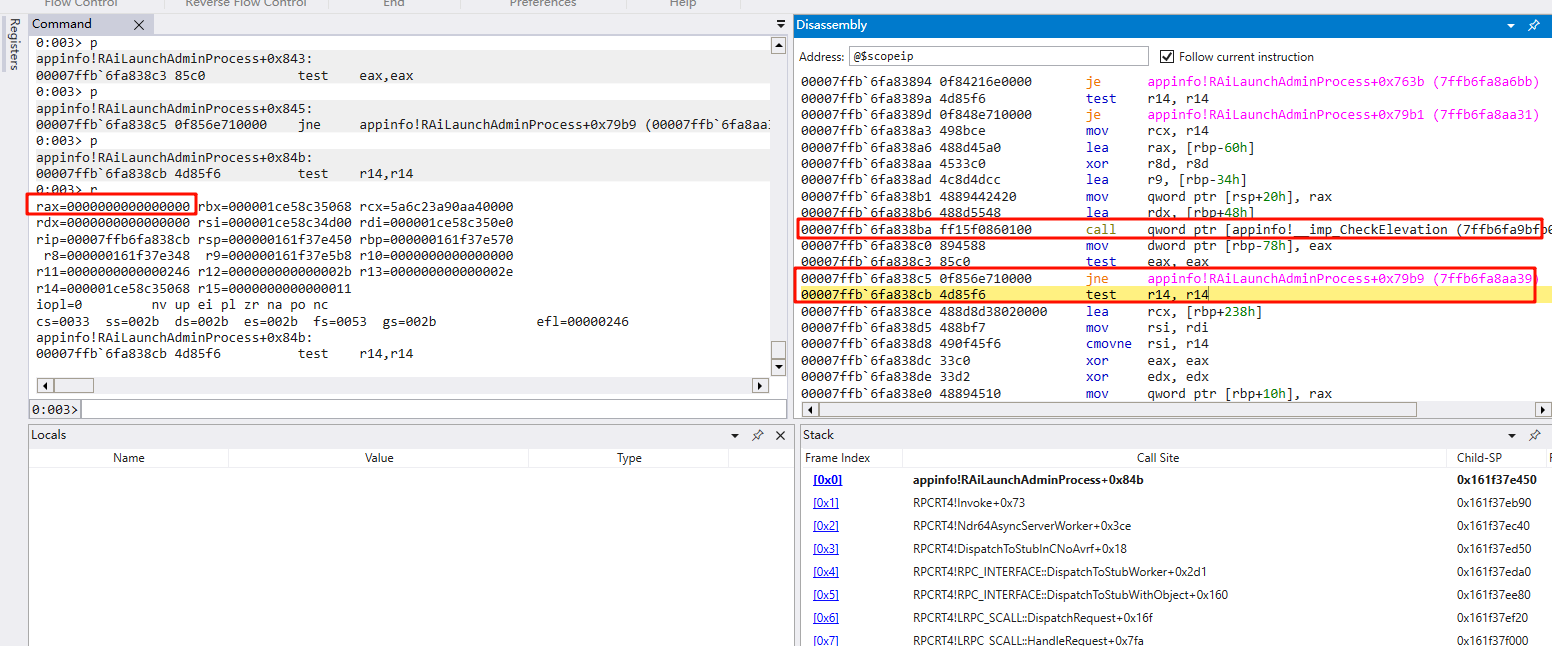 Flow Control Reverse Flow Control End Preferences Help
Registers
Command
0:003> p
appinfo!RAiLaunchAdminProcess+0x843:
00007ffb`6fa838c3 85c0 test eax,eax
0:003> p
appinfo!RAiLaunchAdminProcess+0x845:
00007ffb`6fa838c5 0f856e710000 jne appinfo!RAiLaunchAdminProcess+0x79b9 (00007ffb`6fa8aa3
0:003> p
appinfo!RAiLaunchAdminProcess+0x84b:
00007ffb`6fa838cb 4d85f6 test r14,r14
0:003> r
rax=0000000000000000 rbx=000001ce58c35068 rcx=5a6c23a90aa40000
rdx=0000000000000000 rsi=000001ce58c34d00 rdi=000001ce58c350e0
rip=00007ffb6fa838cb rsp=000000161f37e450 rbp=000000161f37e570
r8=000000161f37e348 r9=000000161f37e5b8 r10=0000000000000000
r11=0000000000000246 r12=000000000000002b r13=000000000000002e
r14=000001ce58c35068 r15=0000000000000011
iopl=0 nv up ei pl zr na po nc
cs=0033 ss=002b ds=002b es=002b fs=0053 gs=002b efl=00000246
appinfo!RAiLaunchAdminProcess+0x84b:
00007ffb`6fa838cb 4d85f6 test r14,r14
0:003>
Disassembly
Address: @$scopeip Follow current instruction
00007ffb`6fa83894 0f84216e0000 je appinfo!RAiLaunchAdminProcess+0x763b (7ffb6fa8a6bb)
00007ffb`6fa8389a 4d85f6 test r14, r14
00007ffb`6fa8389d 0f848e710000 je appinfo!RAiLaunchAdminProcess+0x79b1 (7ffb6fa8aa31)
00007ffb`6fa838a3 498bce mov rcx, r14
00007ffb`6fa838a6 488d45a0 lea rax, [rbp-60h]
00007ffb`6fa838aa 4533c0 xor r8d, r8d
00007ffb`6fa838ad 4c8d4dcc lea r9, [rbp-34h]
00007ffb`6fa838b1 4889442420 mov qword ptr [rsp+20h], rax
00007ffb`6fa838b6 488d5548 lea rdx, [rbp+48h]
00007ffb`6fa838ba ff15f0860100 call qword ptr [appinfo!__imp_CheckElevation (7ffb6fa9bfb
00007ffb`6fa838c0 894588 mov dword ptr [rbp-78h], eax
00007ffb`6fa838c3 85c0 test eax, eax
00007ffb`6fa838c5 0f856e710000 jne appinfo!RAiLaunchAdminProcess+0x79b9 (7ffb6fa8aa39)
00007ffb`6fa838cb 4d85f6 test r14, r14
00007ffb`6fa838ce 488d8d38020000 lea rcx, [rbp+238h]
00007ffb`6fa838d5 488bf7 mov rsi, rdi
00007ffb`6fa838d8 490f45f6 cmovne rsi, r14
00007ffb`6fa838dc 33c0 xor eax, eax
00007ffb`6fa838de 33d2 xor edx, edx
00007ffb`6fa838e0 48894510 mov qword ptr [rbp+10h], rax
Locals
Name Value Type
Stack
Frame Index Call Site Child-SP
[0x0] appinfo!RAiLaunchAdminProcess+0x84b 0x161f37e450
[0x1] RPCRT4!Invoke+0x73 0x161f37eb90
[0x2] RPCRT4!Ndr64AsyncServerWorker+0x3ce 0x161f37ec40
[0x3] RPCRT4!DispatchToStubInCNoAvrf+0x18 0x161f37ed50
[0x4] RPCRT4!RPC_INTERFACE::DispatchToStubWorker+0x2d1 0x161f37eda0
[0x5] RPCRT4!RPC_INTERFACE::DispatchToStubWithObject+0x160 0x161f37ee80
[0x6] RPCRT4!LRPC_SCALL::DispatchRequest+0x16f 0x161f37ef20
[0x7] RPCRT4!LRPC_SCALL::HandleRequest+0x7fa 0x161f37f000